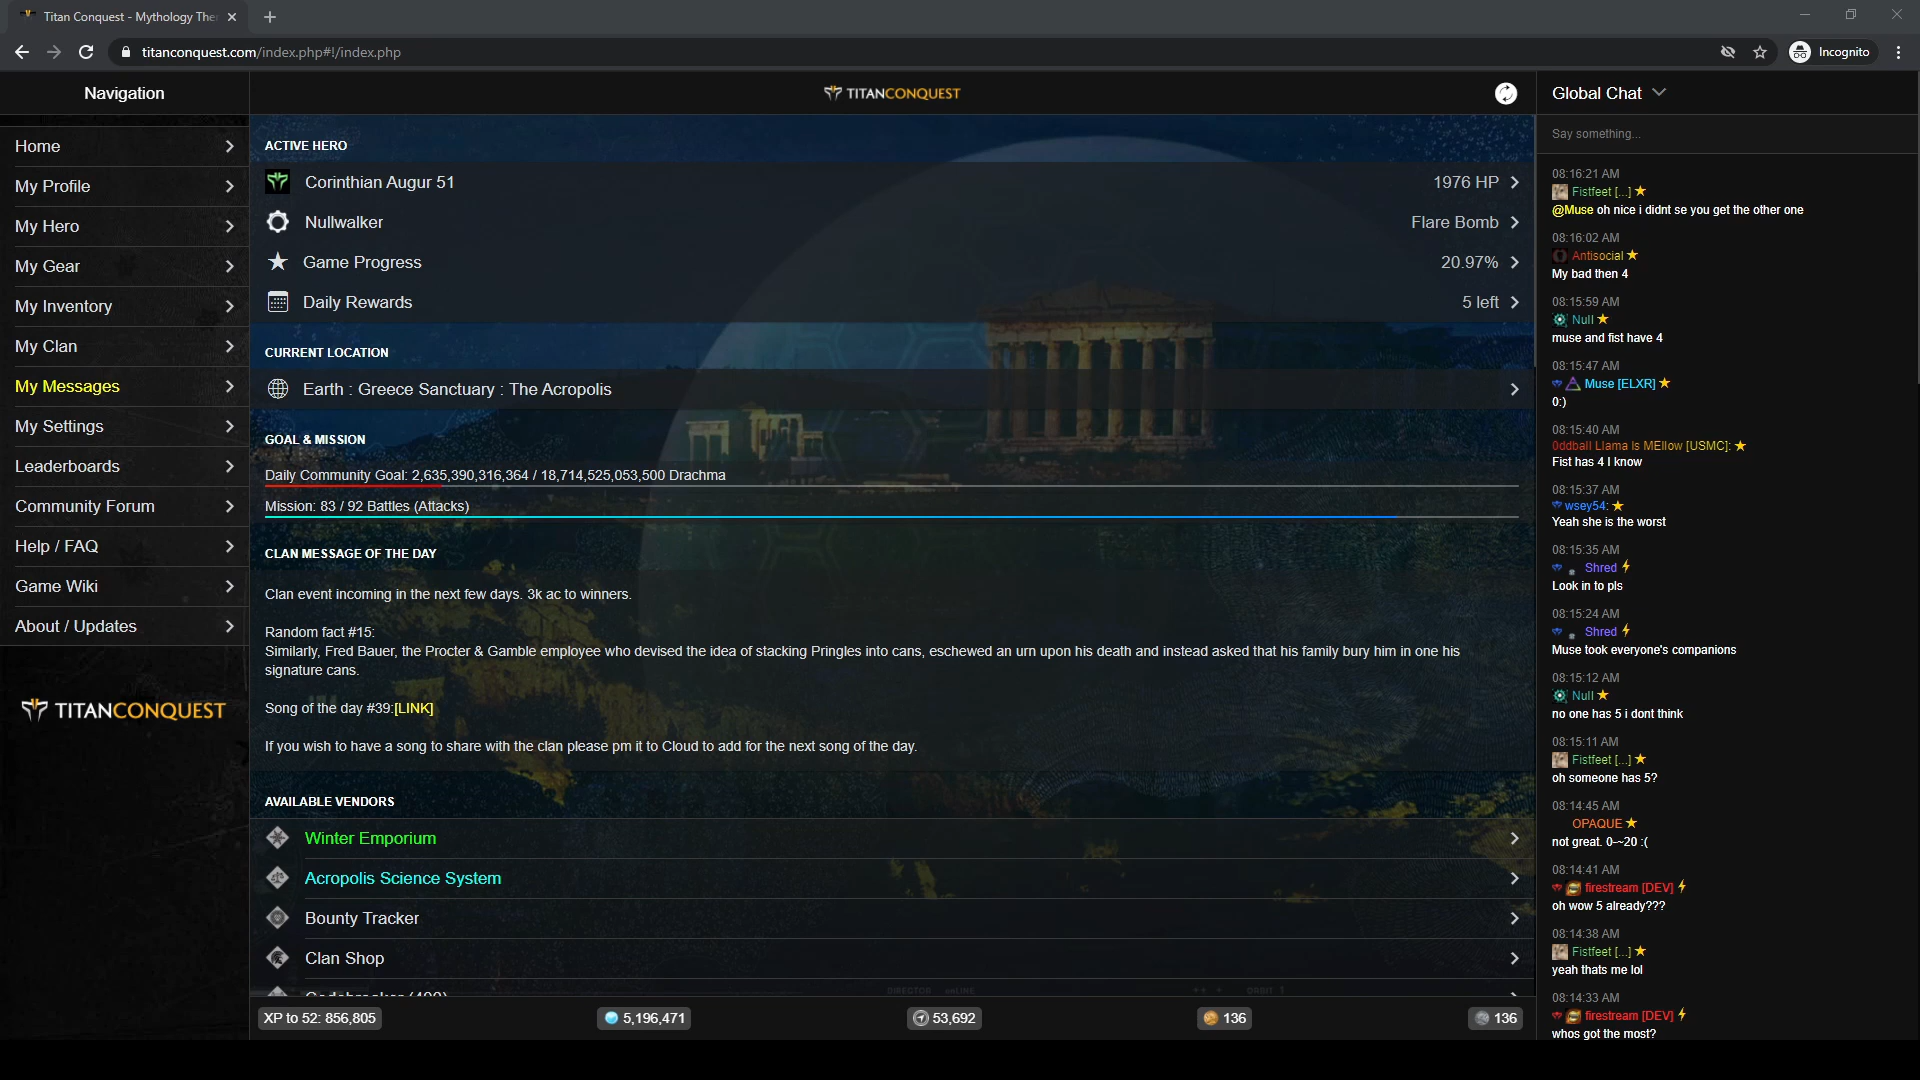 Titan Conquest - Mythology The
titanconquest.com/index.php#!/index.php
Incognito
Navigation
Home
My Profile
My Hero
My Gear
My Inventory
My Clan
My Messages
My Settings
Leaderboards
Community Forum
Help / FAQ
Game Wiki
About / Updates
TITANCONQUEST
TITANCONQUEST
ACTIVE HERO
Corinthian Augur 51 1976 HP
Nullwalker Flare Bomb
Game Progress 20.97%
Daily Rewards 5 left
CURRENT LOCATION
Earth : Greece Sanctuary : The Acropolis
GOAL & MISSION
Daily Community Goal: 2,635,390,316,364 / 18,714,525,053,500 Drachma
Mission: 83 / 92 Battles (Attacks)
CLAN MESSAGE OF THE DAY
Clan event incoming in the next few days. 3k ac to winners.
Random fact #15:
Similarly, Fred Bauer, the Procter & Gamble employee who devised the idea of stacking Pringles into cans, eschewed an urn upon his death and instead asked that his family bury him in one his
signature cans.
Song of the day #39:[LINK]
If you wish to have a song to share with the clan please pm it to Cloud to add for the next song of the day.
AVAILABLE VENDORS
Winter Emporium
Acropolis Science System
Bounty Tracker
Clan Shop
Codebreaker (400)
DIRECTOR ONLINE ORBIT 1
XP to 52: 856,805
5,196,471
53,692
136
136
Global Chat
Say something...
08:16:21 AM
Fistfeet [...]
@Muse oh nice i didnt se you get the other one
08:16:02 AM
Antisocial
My bad then 4
08:15:59 AM
Null
muse and fist have 4
08:15:47 AM
Muse [ELXR]
0:)
08:15:40 AM
0ddball Llama Is MEllow [USMC]:
Fist has 4 I know
08:15:37 AM
wsey54:
Yeah she is the worst
08:15:35 AM
Shred
Look in to pls
08:15:24 AM
Shred
Muse took everyone's companions
08:15:12 AM
Null
no one has 5 i dont think
08:15:11 AM
Fistfeet [...]
oh someone has 5?
08:14:45 AM
OPAQUE
not great. 0~~20 :(
08:14:41 AM
firestream [DEV]
oh wow 5 already???
08:14:38 AM
Fistfeet [...]
yeah thats me lol
08:14:33 AM
firestream [DEV]
whos got the most?